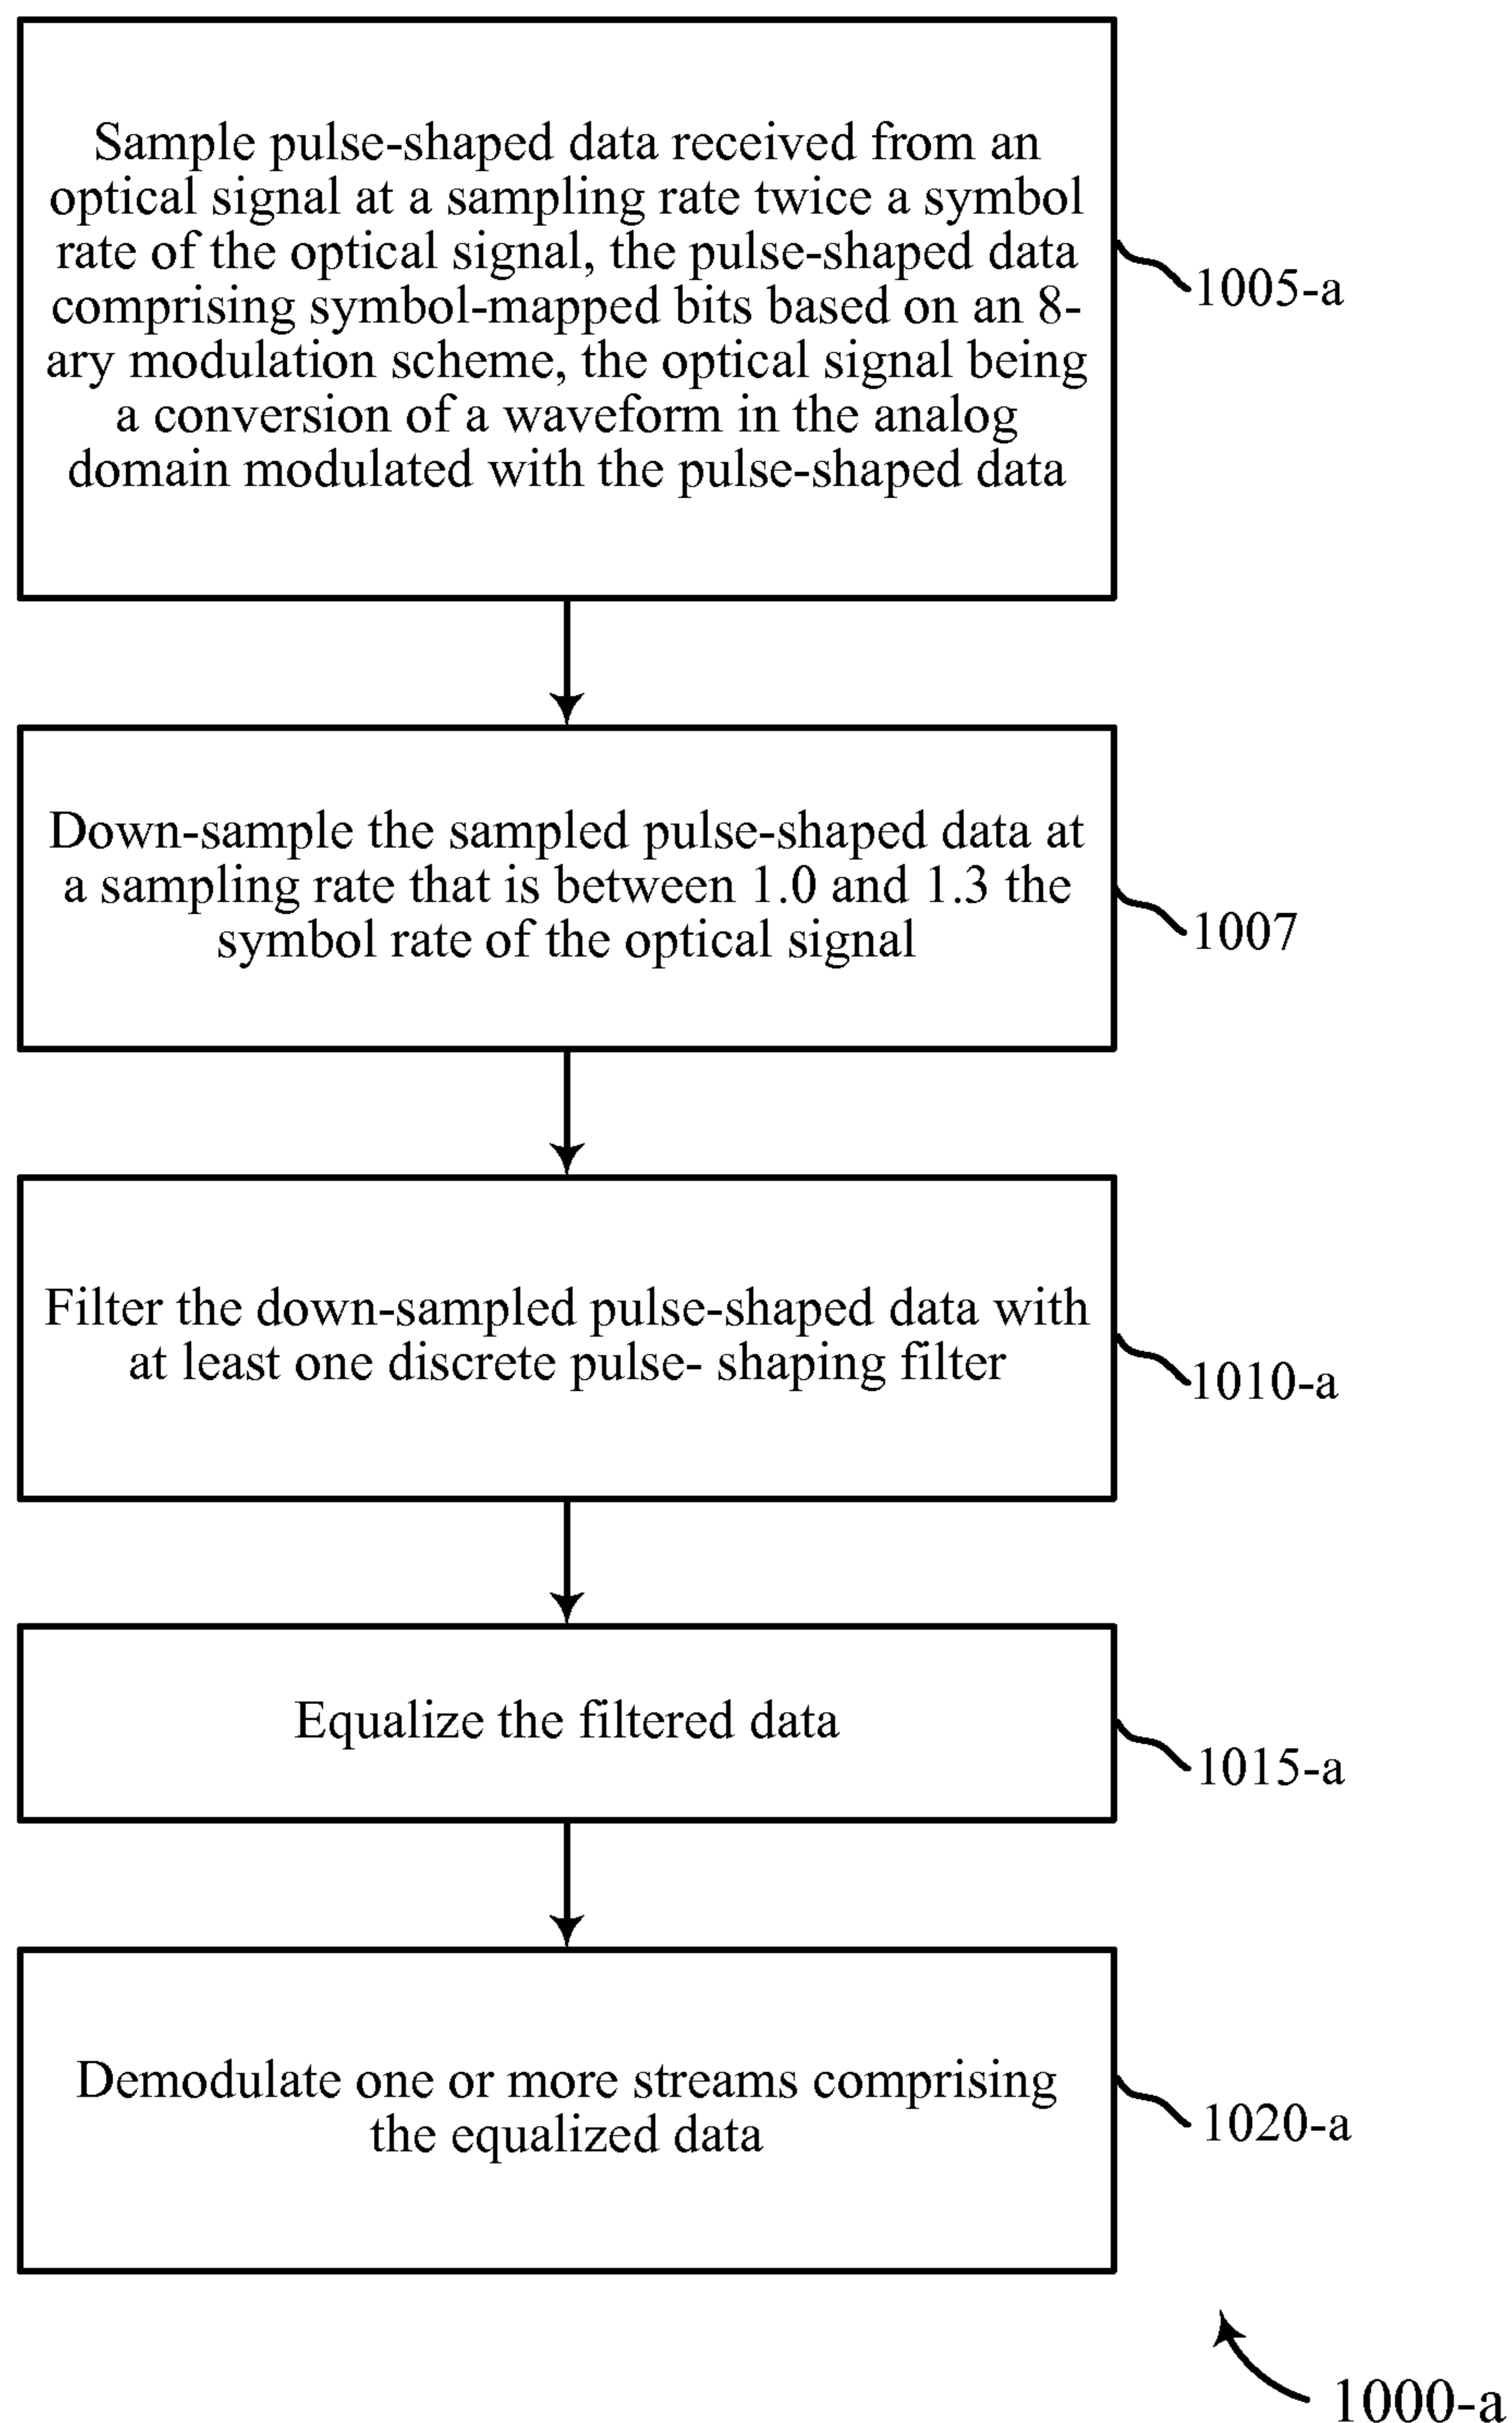 Sample pulse-shaped data received from an
optical signal at a sampling rate twice a symbol
rate of the optical signal, the pulse-shaped data
comprising symbol-mapped bits based on an 8-
ary modulation scheme, the optical signal being
a conversion of a waveform in the analog
domain modulated with the pulse-shaped data
1005-a
Down-sample the sampled pulse-shaped data at
a sampling rate that is between 1.0 and 1.3 the
symbol rate of the optical signal
1007
Filter the down-sampled pulse-shaped data with
at least one discrete pulse- shaping filter
1010-a
Equalize the filtered data
1015-a
Demodulate one or more streams comprising
the equalized data
1020-a
1000-a